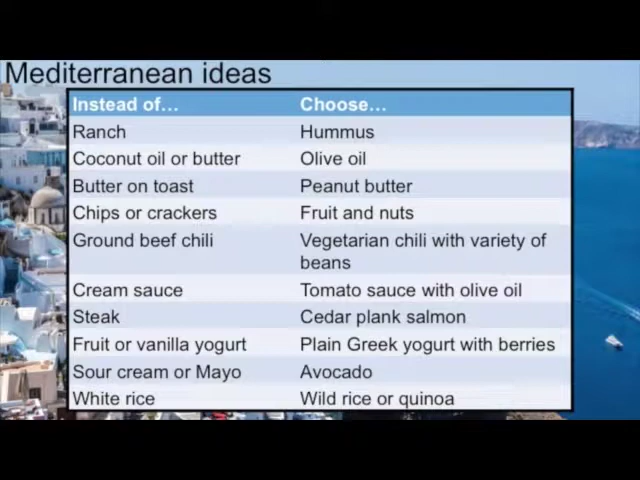 Mediterranean ideas
Instead of… Choose…
Ranch Hummus
Coconut oil or butter Olive oil
Butter on toast Peanut butter
Chips or crackers Fruit and nuts
Ground beef chili Vegetarian chili with variety of
beans
Cream sauce Tomato sauce with olive oil
Steak Cedar plank salmon
Fruit or vanilla yogurt Plain Greek yogurt with berries
Sour cream or Mayo Avocado
White rice Wild rice or quinoa